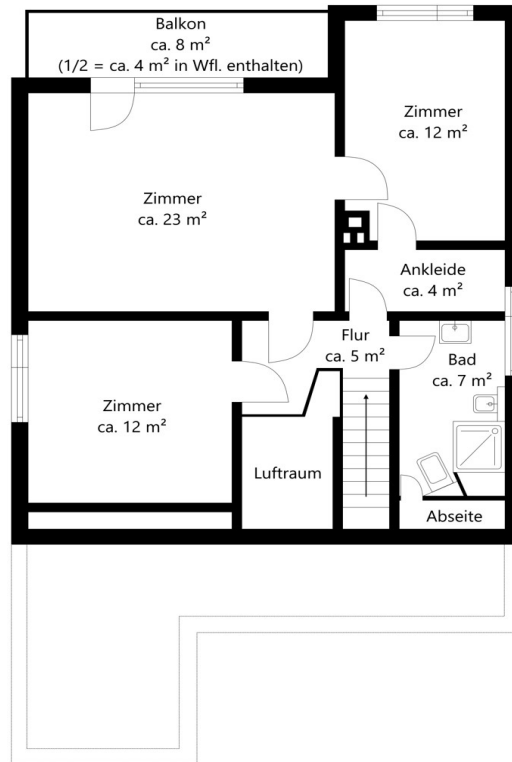 Balkon
ca. 8 m²
(1/2 = ca. 4 m² in Wfl. enthalten)
Zimmer
ca. 12 m²
Zimmer
ca. 23 m²
Ankleide
ca. 4 m²
Flur
ca. 5 m²
Bad
ca. 7 m²
Zimmer
ca. 12 m²
Luftraum
Abseite